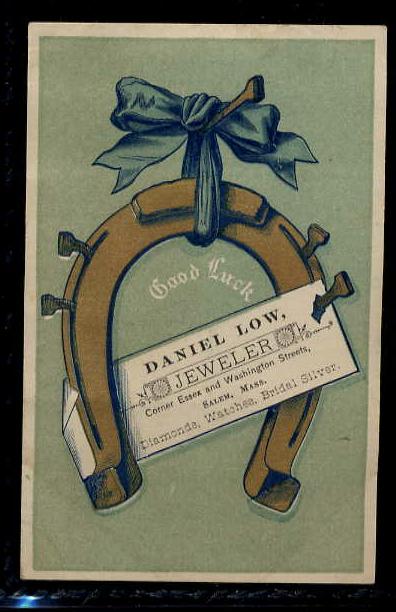 Good Luck
DANIEL LOW,
JEWELER
Corner Essex and Washington Streets,
SALEM, MASS.
Diamonds, Watches, Bridal Silver.